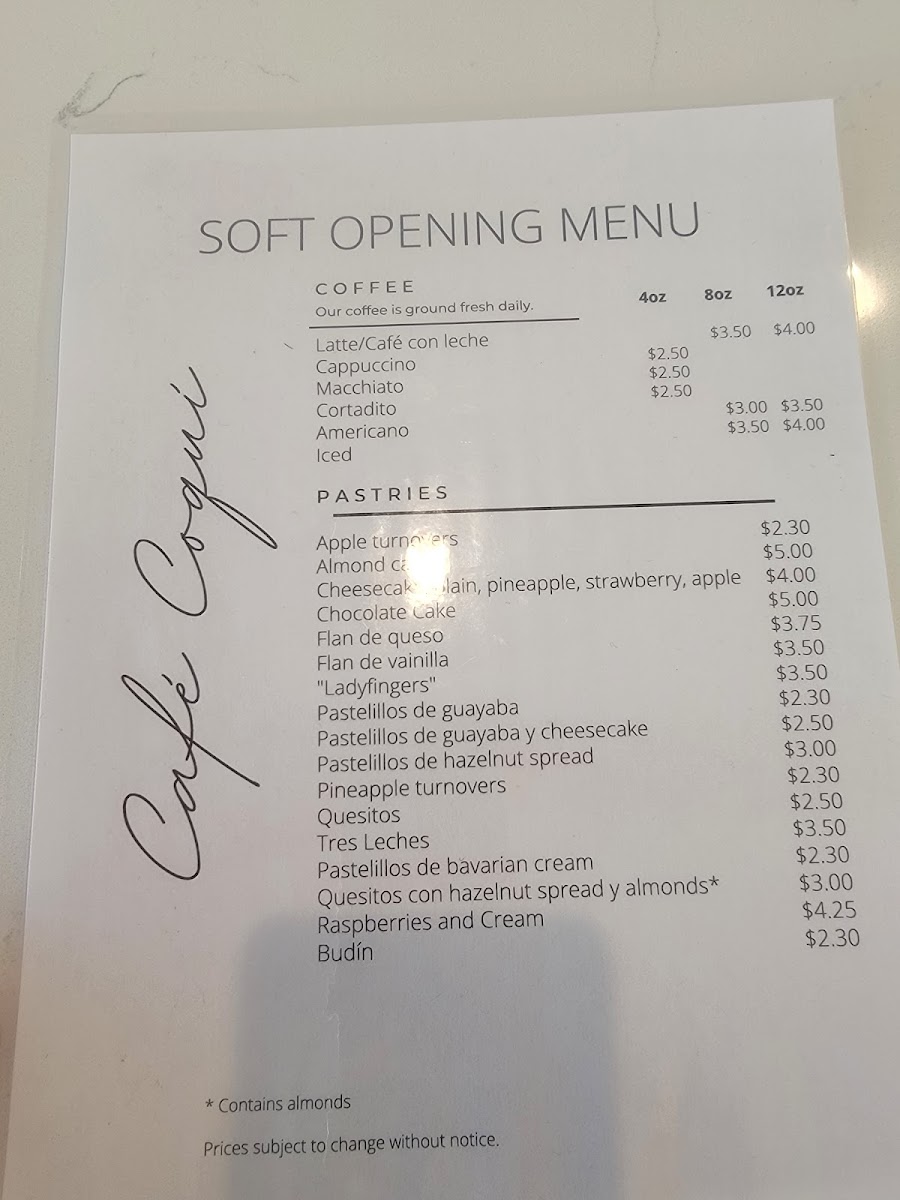 SOFT OPENING MENU
COFFEE 4oz 8oz 12oz
Our coffee is ground fresh daily.
Latte/Café con leche $3.50 $4.00
Cappuccino $2.50
Macchiato $2.50
Cortadito $2.50
Americano $3.00 $3.50
Iced $3.50 $4.00
PASTRIES
Apple turnovers $2.30
Almond $5.00
Cheesecake plain, pineapple, strawberry, apple $4.00
Chocolate Cake $5.00
Flan de queso $3.75
Flan de vainilla $3.50
"Ladyfingers" $3.50
Pastelillos de guayaba $2.30
Pastelillos de guayaba y cheesecake $2.50
Pastelillos de hazelnut spread $3.00
Pineapple turnovers $2.30
Quesitos $2.50
Tres Leches $3.50
Pastelillos de bavarian cream $2.30
Quesitos con hazelnut spread y almonds* $3.00
Raspberries and Cream $4.25
Budín $2.30
Café Coquí
* Contains almonds
Prices subject to change without notice.